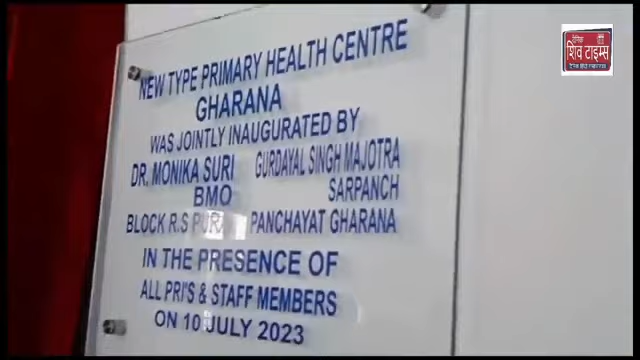 दैनिक
शिव टाइम्स
NEW TYPE PRIMARY HEALTH CENTRE
GHARANA
WAS JOINTLY INAUGURATED BY
DR. MONIKA SURI GURDAYAL SINGH MAJOTRA
BMO SARPANCH
BLOCK R.S PURA PANCHAYAT GHARANA
IN THE PRESENCE OF
ALL PRI'S & STAFF MEMBERS
ON 10 JULY 2023